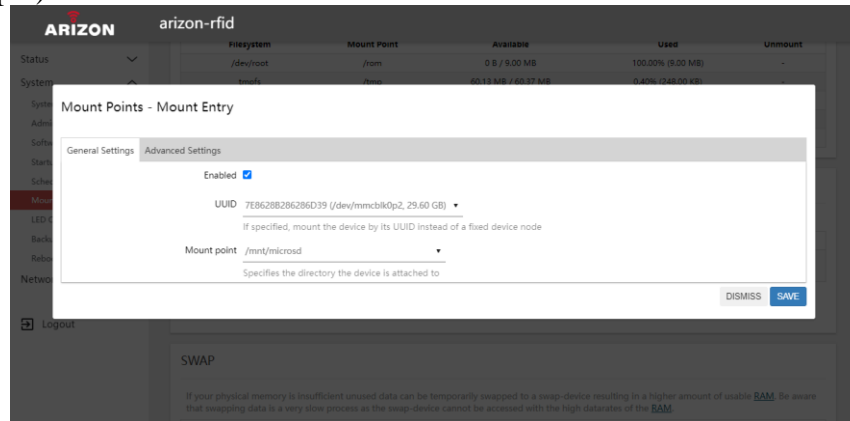 ARIZON arizon-rfid
Filesystem Mount Point Available Used Unmount
Status
/dev/root /rom 0 B / 9.00 MB 100.00% (9.00 MB) -
System
tmpfs /tmp 60.13 MB / 60.37 MB 0.40% (248.00 KB) -
Mount Points - Mount Entry
General Settings Advanced Settings
Enabled
UUID 7E8628B286286D39 (/dev/mmcblk0p2, 29.60 GB)
If specified, mount the device by its UUID instead of a fixed device node
Mount point /mnt/microsd
Specifies the directory the device is attached to
DISMISS SAVE
Logout
SWAP
If your physical memory is insufficient unused data can be temporarily swapped to a swap-device resulting in a higher amount of usable RAM. Be aware
that swapping data is a very slow process as the swap-device cannot be accessed with the high datarates of the RAM.